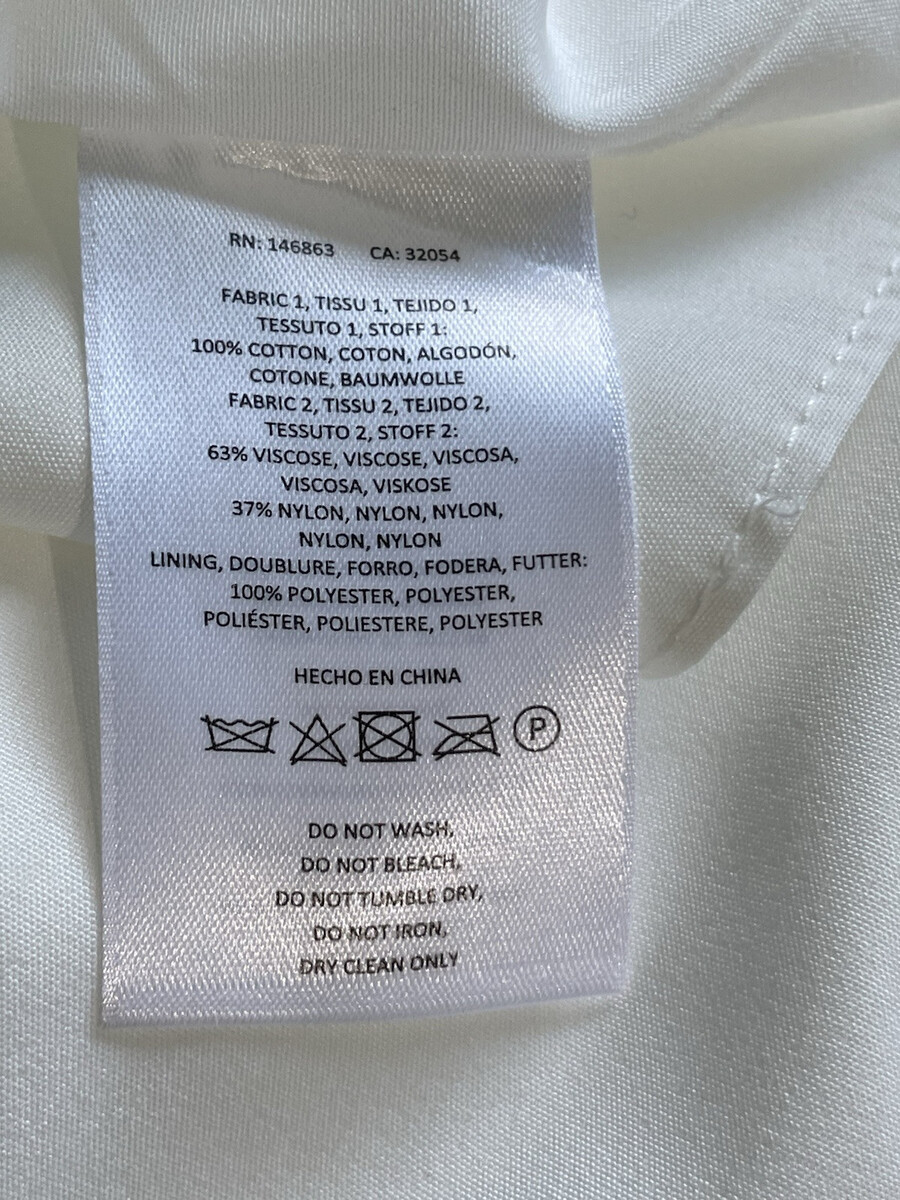 RN: 146863 CA: 32054
FABRIC 1, TISSU 1, TEJIDO 1,
TESSUTO 1, STOFF 1:
100% COTTON, COTON, ALGODÓN,
COTONE, BAUMWOLLE
FABRIC 2, TISSU 2, TEJIDO 2,
TESSUTO 2, STOFF 2:
63% VISCOSE, VISCOSE, VISCOSA,
VISCOSA, VISKOSE
37% NYLON, NYLON, NYLON,
NYLON, NYLON
LINING, DOUBLURE, FORRO, FODERA, FUTTER:
100% POLYESTER, POLYESTER,
POLIÉSTER, POLIESTERE, POLYESTER
HECHO EN CHINA
P
DO NOT WASH,
DO NOT BLEACH,
DO NOT TUMBLE DRY,
DO NOT IRON,
DRY CLEAN ONLY